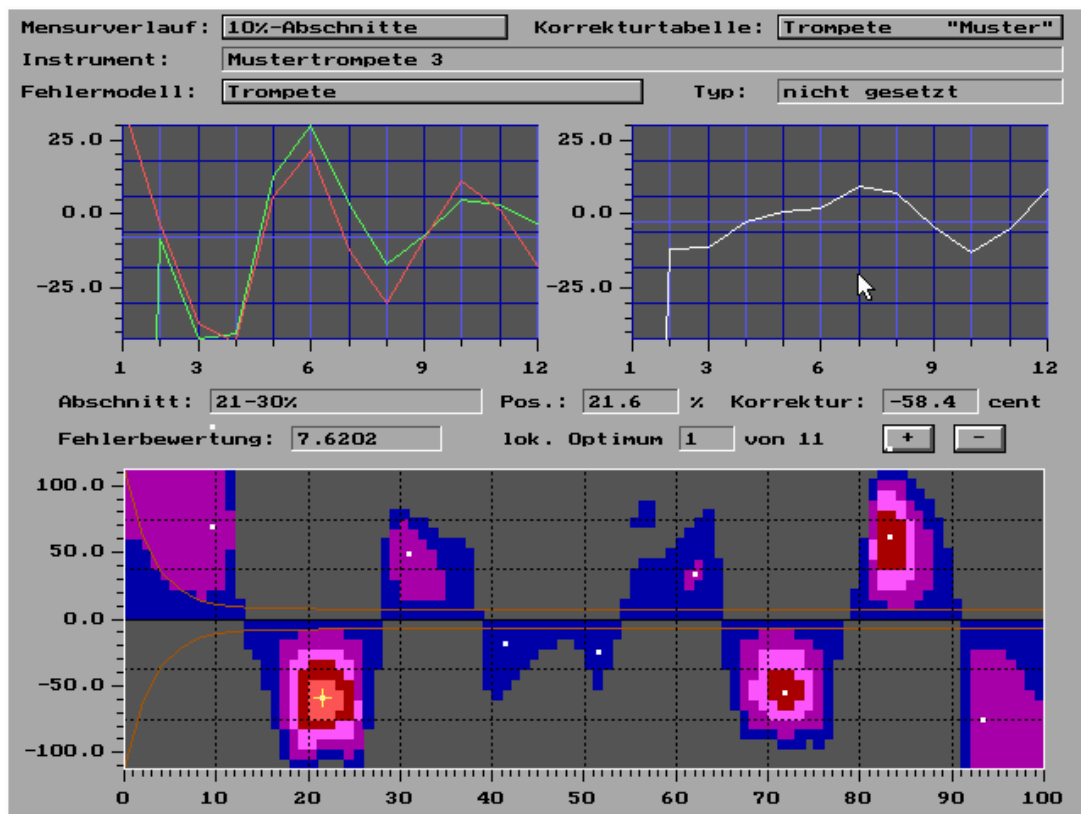 Mensurverlauf: 10%-Abschnitte Korrekturtabelle: Trompete "Muster"
Instrument: Mustertrompete 3
Fehlermodell: Trompete Typ: nicht gesetzt
25.0 25.0
0.0 0.0
-25.0 -25.0
1 3 6 9 12 1 3 6 9 12
Abschnitt: 21-30% Pos.: 21.6 % Korrektur: -58.4 cent
Fehlerbewertung: 7.6202 lok. Optimum 1 von 11 + -
100.0
50.0
0.0
-50.0
-100.0
0 10 20 30 40 50 60 70 80 90 100